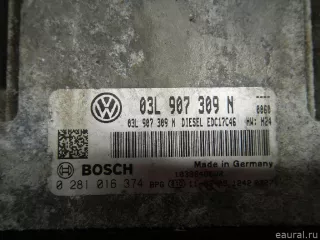 03L 907 309 N
03L 907 309 N DIESEL EDC17C46
0060
HW: H24
BOSCH
Made in Germany
0 281 016 374
eaural.ru